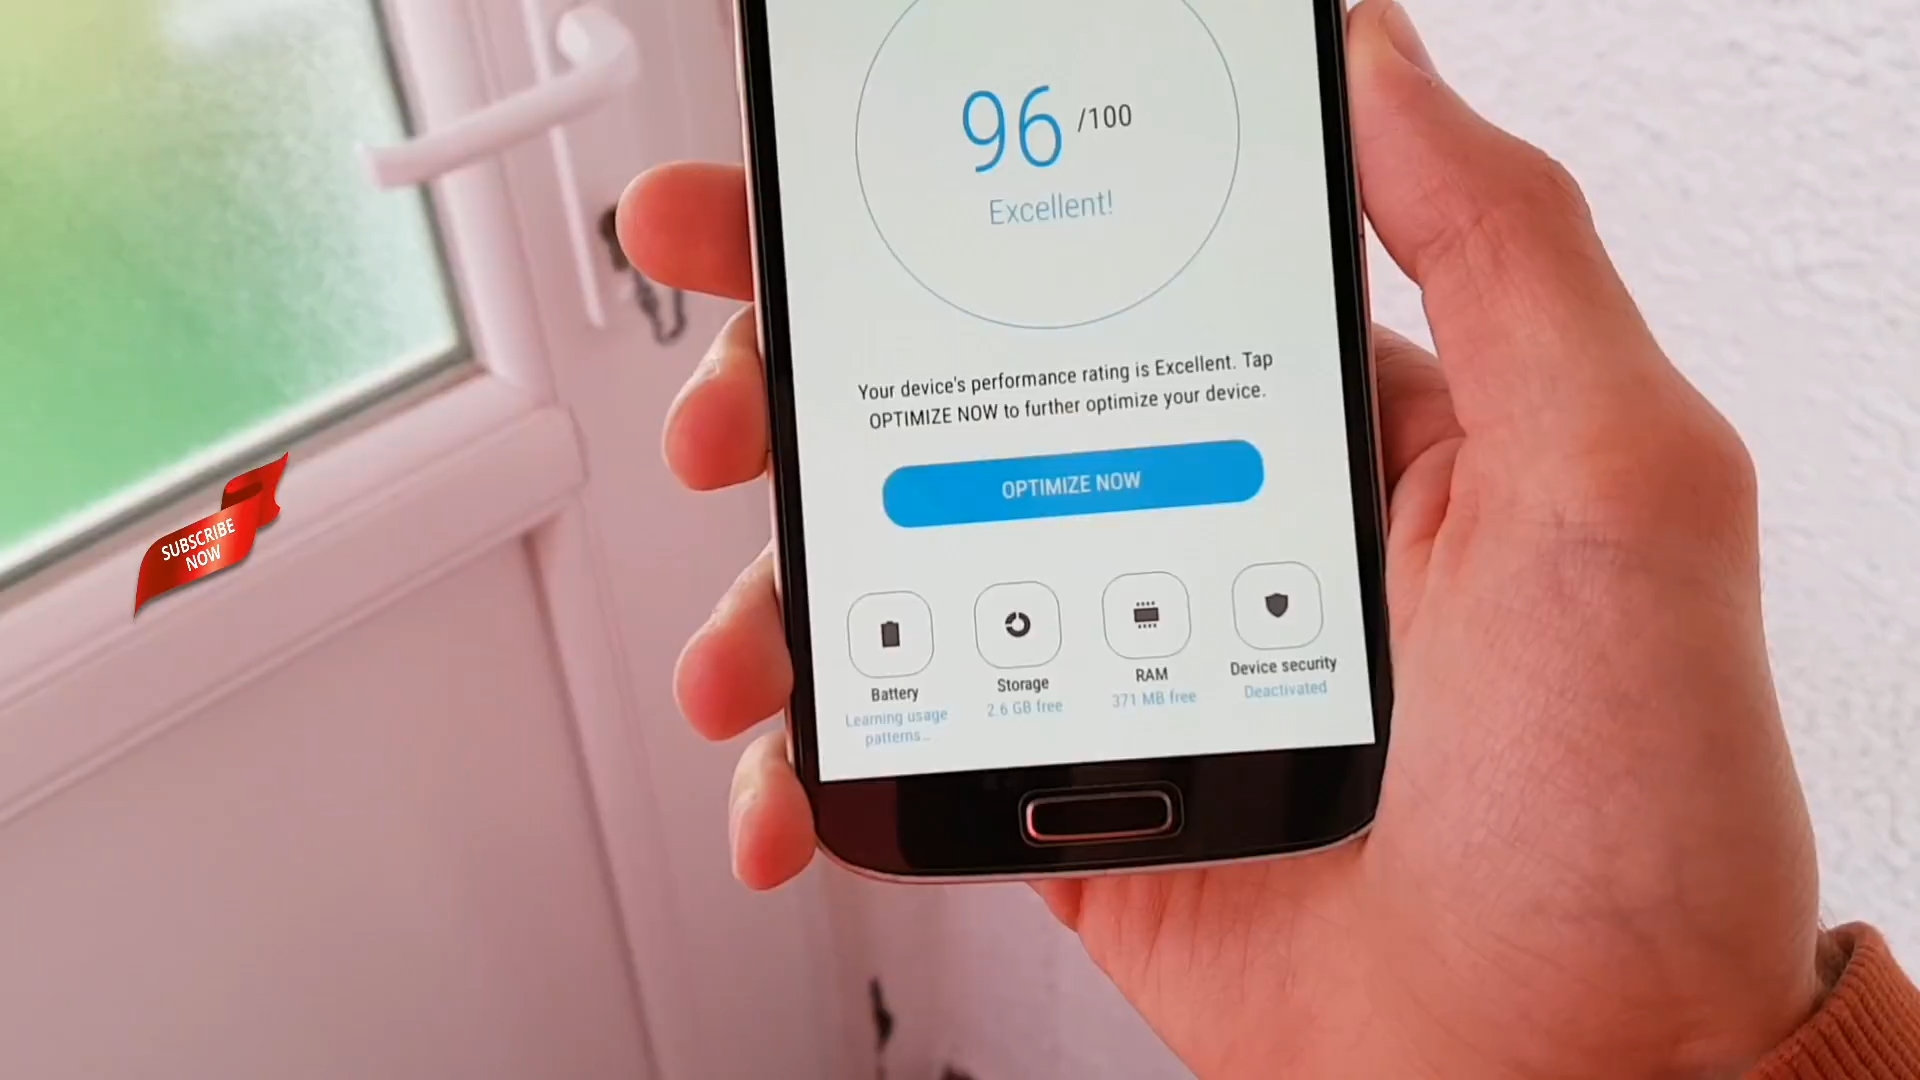 96 /100
Excellent!
Your device's performance rating is Excellent. Tap
OPTIMIZE NOW to further optimize your device.
OPTIMIZE NOW
Battery
Learning usage
patterns...
Storage
2.6 GB free
RAM
371 MB free
Device security
Deactivated
SUBSCRIBE
NOW